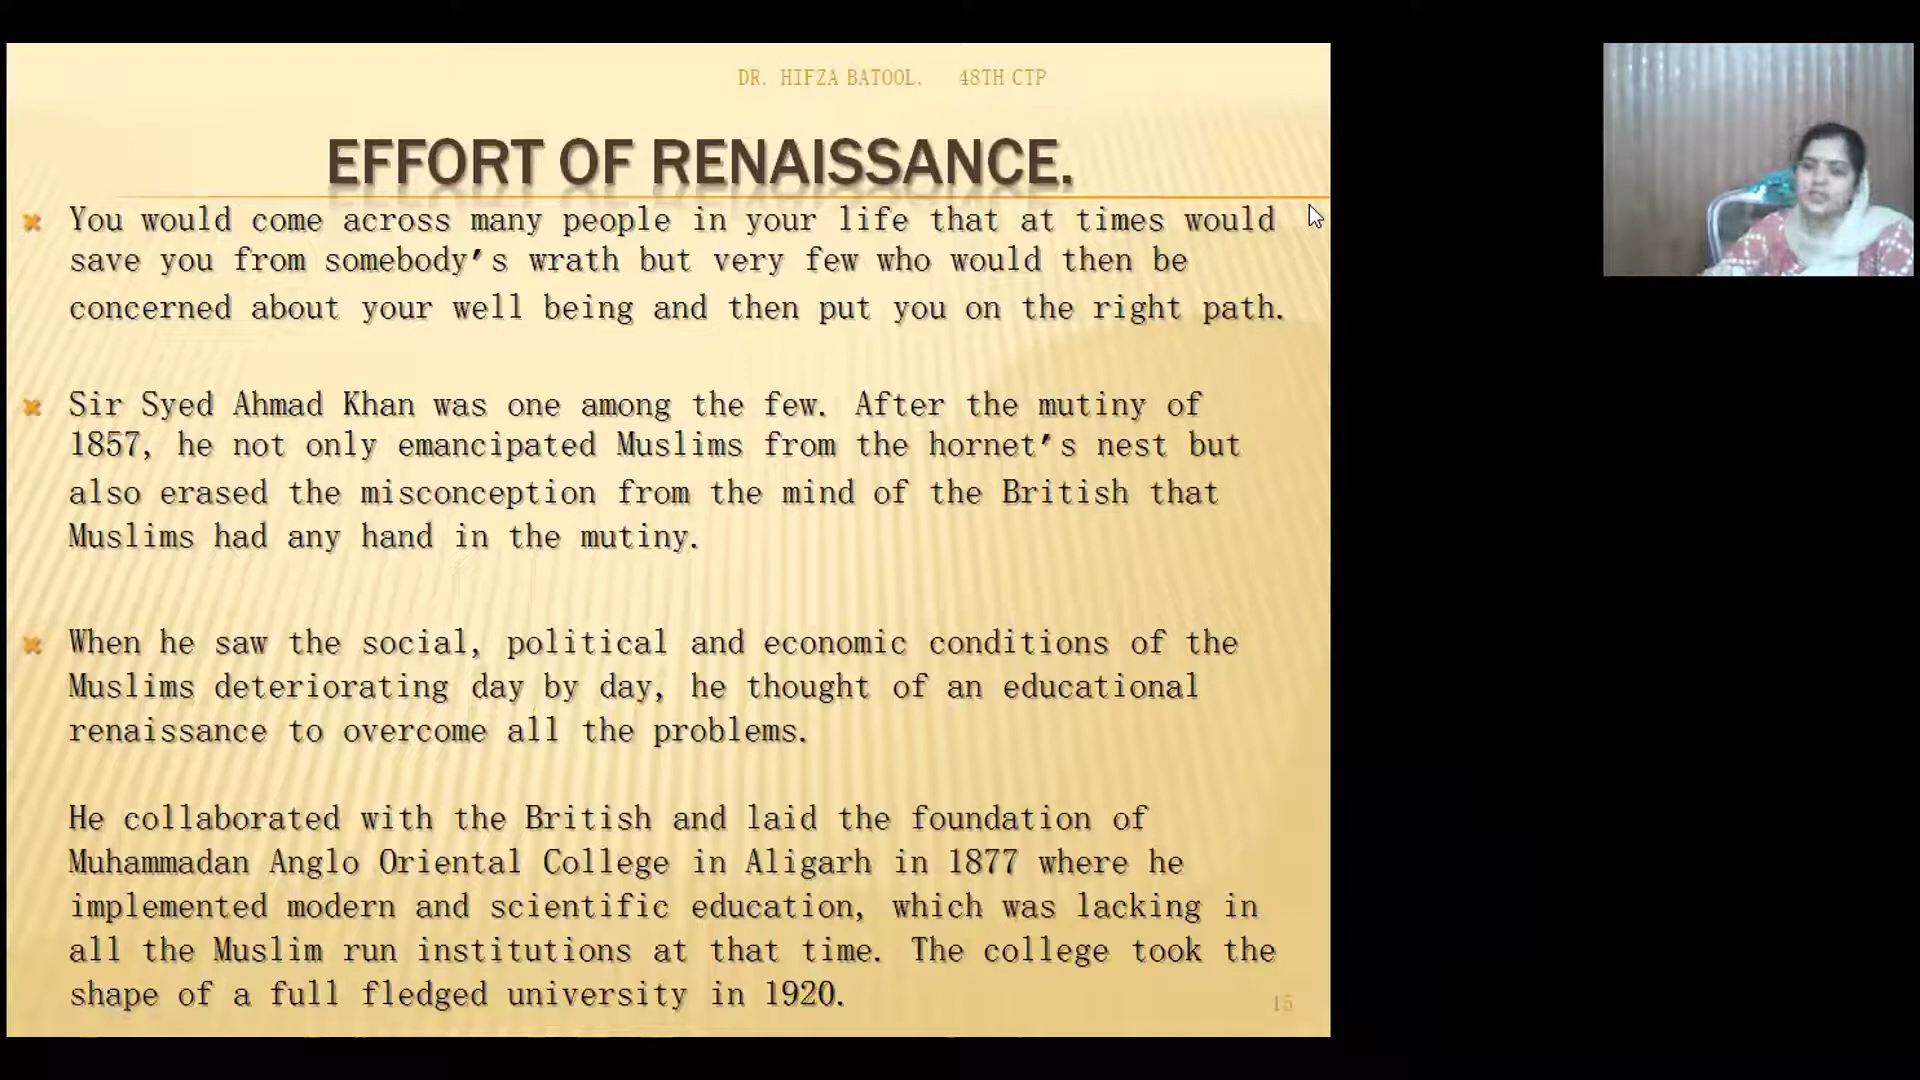 DR. HIFZA BATOOL. 48TH CTP
EFFORT OF RENAISSANCE.
You would come across many people in your life that at times would
save you from somebody's wrath but very few who would then be
concerned about your well being and then put you on the right path.
Sir Syed Ahmad Khan was one among the few. After the mutiny of
1857, he not only emancipated Muslims from the hornet's nest but
also erased the misconception from the mind of the British that
Muslims had any hand in the mutiny.
When he saw the social, political and economic conditions of the
Muslims deteriorating day by day, he thought of an educational
renaissance to overcome all the problems.
He collaborated with the British and laid the foundation of
Muhammadan Anglo Oriental College in Aligarh in 1877 where he
implemented modern and scientific education, which was lacking in
all the Muslim run institutions at that time. The college took the
shape of a full fledged university in 1920.
15